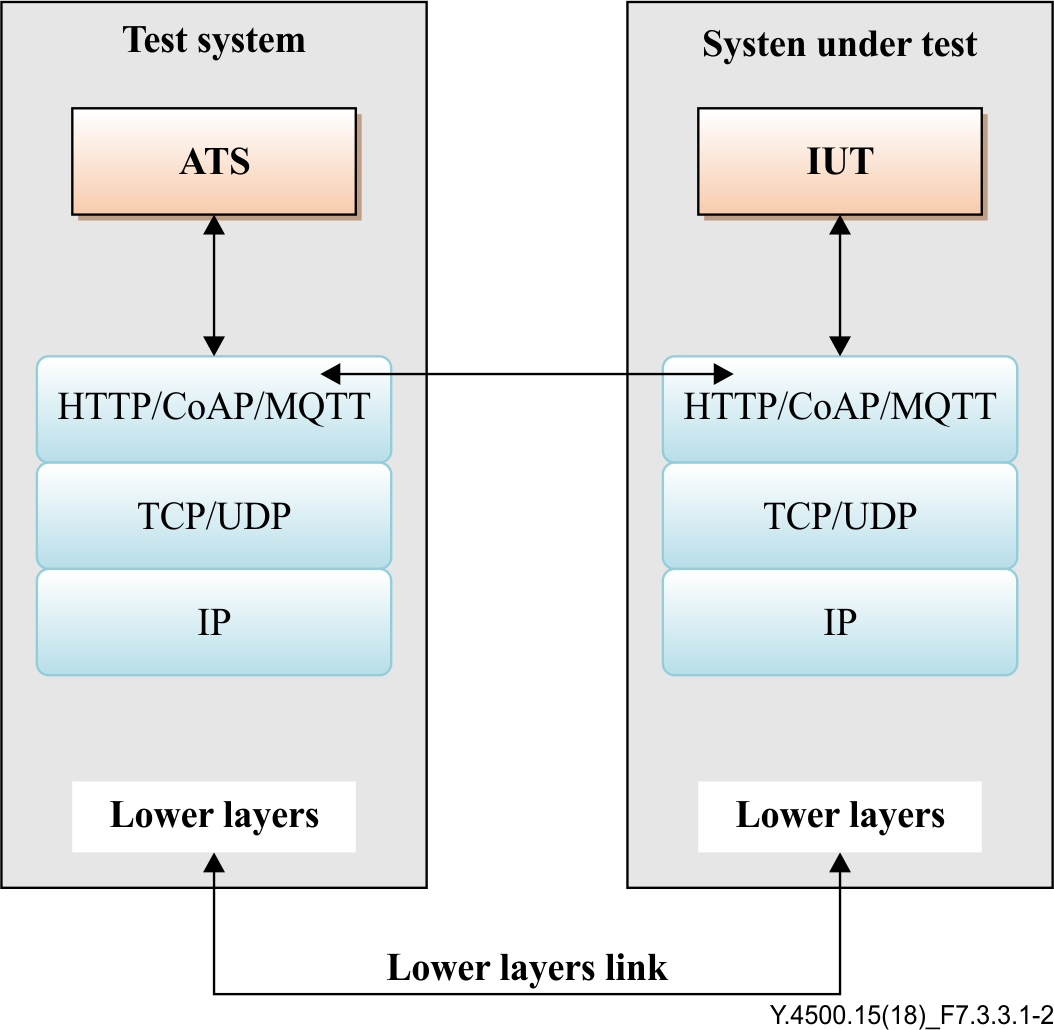 Test system
Systen under test
ATS
IUT
HTTP/CoAP/MQTT
HTTP/CoAP/MQTT
TCP/UDP
TCP/UDP
IP
IP
Lower layers
Lower layers
Lower layers link
Y.4500.15(18)_F7.3.3.1-2